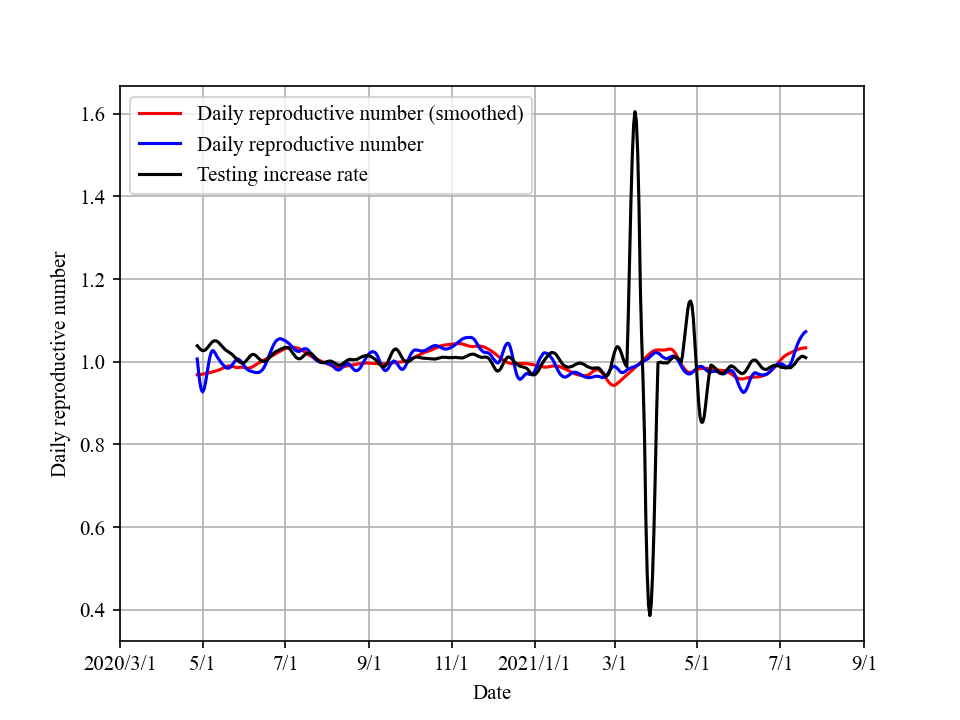 Daily reproductive number (smoothed)
Daily reproductive number
Testing increase rate
Daily reproductive number
1.6
1.4
1.2
1.0
0.8
0.6
0.4
2020/3/1 5/1 7/1 9/1 11/1 2021/1/1 3/1 5/1 7/1 9/1
Date